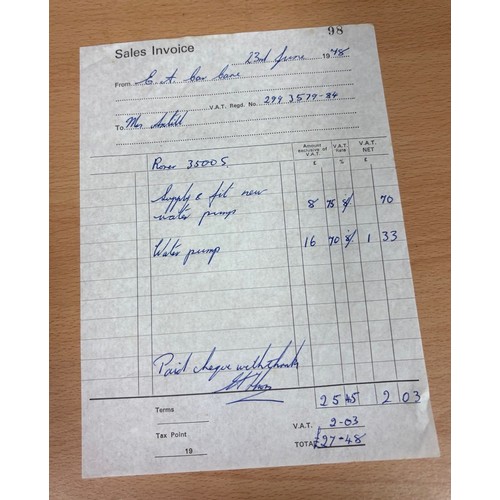 98
Sales Invoice 23rd June 1978
From E. A. Car Care
V.A.T. Regd. No. 299 3579-84
To Mr
Amount exclusive of V.A.T. V.A.T. Rate V.A.T. NET
£ % £
Rover 3500S.
Supply & fit new
water pump 8 75 8% 70
Water pump 16 70 8% 1 33
Paid cheque with thanks
25 45 2 03
Terms
V.A.T. 2-03
Tax Point
TOTAL £27-48
19